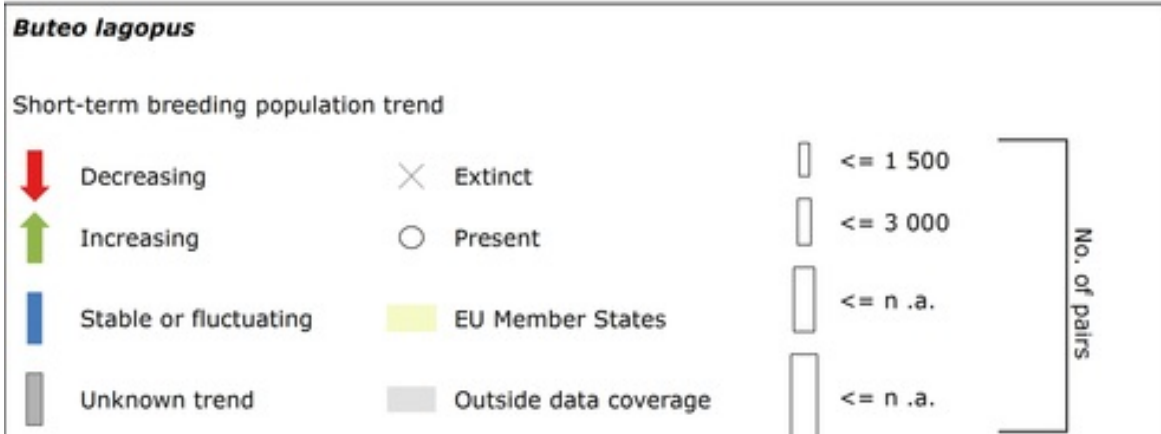 Buteo lagopus
Short-term breeding population trend
Decreasing
Extinct
<= 1 500
Increasing
Present
<= 3 000
Stable or fluctuating
EU Member States
<= n .a.
Unknown trend
Outside data coverage
<= n .a.
No. of pairs